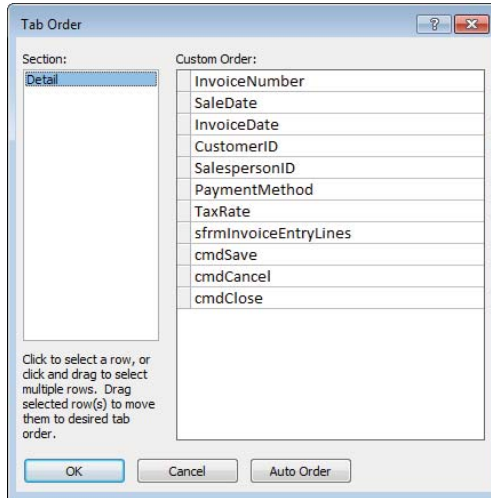 Tab Order
Section:
Custom Order:
Detail
InvoiceNumber
SaleDate
InvoiceDate
CustomerID
SalespersonID
PaymentMethod
TaxRate
sfrmInvoiceEntryLines
cmdSave
cmdCancel
cmdClose
Click to select a row, or
click and drag to select
multiple rows. Drag
selected row(s) to move
them to desired tab
order.
OK
Cancel
Auto Order